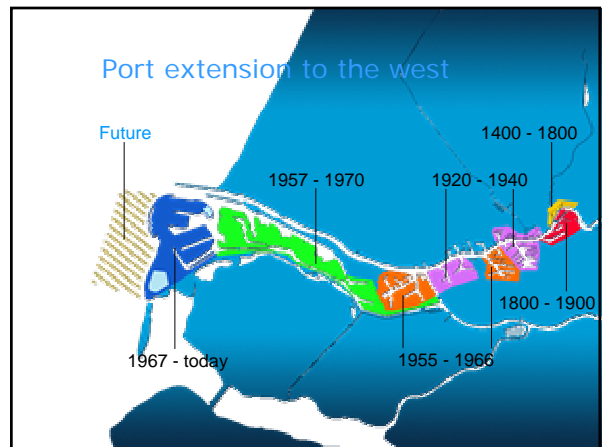 Port extension to the west
Future
1400 - 1800
1957 - 1970
1920 - 1940
1800 - 1900
1967 - today
1955 - 1966